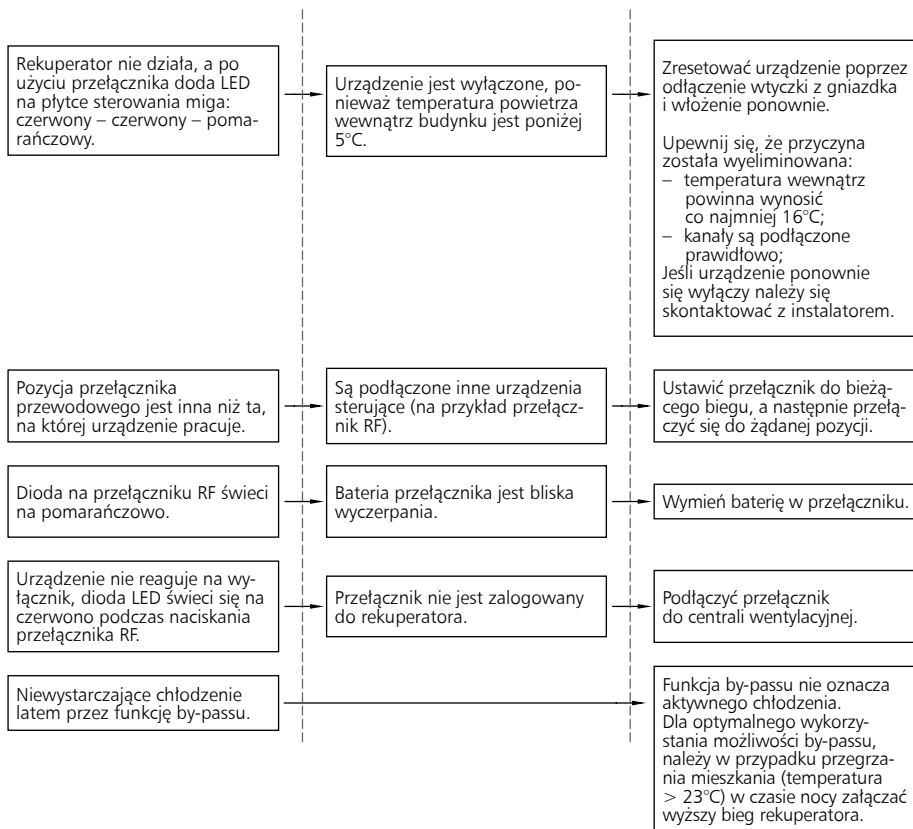 Rekuperator nie działa, a po
użyciu przełącznika doda LED
na płytce sterowania miga:
czerwony – czerwony – poma-
rańczowy.
Urządzenie jest wyłączone, po-
nieważ temperatura powietrza
wewnątrz budynku jest poniżej
5°C.
Zresetować urządzenie poprzez
odłączenie wtyczki z gniazdka
i włożenie ponownie.
Upewnij się, że przyczyna
została wyeliminowana:
– temperatura wewnątrz
powinna wynosić
co najmniej 16°C;
– kanały są podłączone
prawidłowo;
Jeśli urządzenie ponownie
się wyłączy należy się
skontaktować z instalatorem.
Pozycja przełącznika
przewodowego jest inna niż ta,
na której urządzenie pracuje.
Są podłączone inne urządzenia
sterujące (na przykład przełącz-
nik RF).
Ustawić przełącznik do bieżą-
cego biegu, a następnie przełą-
czyć się do żądanej pozycji.
Dioda na przełączniku RF świeci
na pomarańczowo.
Bateria przełącznika jest bliska
wyczerpania.
Wymień baterię w przełączniku.
Urządzenie nie reaguje na wy-
łącznik, dioda LED świeci się na
czerwono podczas naciskania
przełącznika RF.
Przełącznik nie jest zalogowany
do rekuperatora.
Podłączyć przełącznik
do centrali wentylacyjnej.
Niewystarczające chłodzenie
latem przez funkcję by-passu.
Funkcja by-passu nie oznacza
aktywnego chłodzenia.
Dla optymalnego wykorzy-
stania możliwości by-passu,
należy w przypadku przegrza-
nia mieszkania (temperatura
> 23°C) w czasie nocy załączać
wyższy bieg rekuperatora.